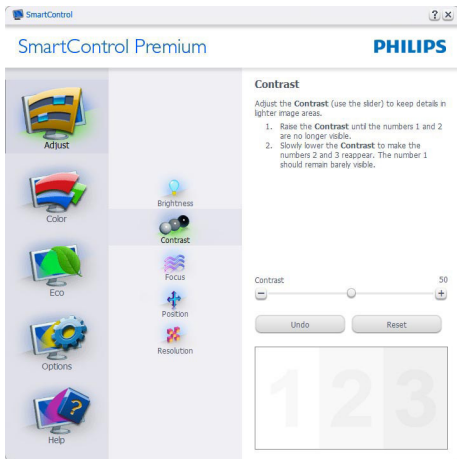 SmartControl
? ×
SmartControl Premium
PHILIPS
Adjust
Color
Eco
Options
Help
Brightness
Contrast
Focus
Position
Resolution
Contrast
Adjust the Contrast (use the slider) to keep details in
lighter image areas.
1. Raise the Contrast until the numbers 1 and 2
are no longer visible.
2. Slowly lower the Contrast to make the
numbers 2 and 3 reappear. The number 1
should remain barely visible.
Contrast 50
− +
Undo Reset
1 2 3